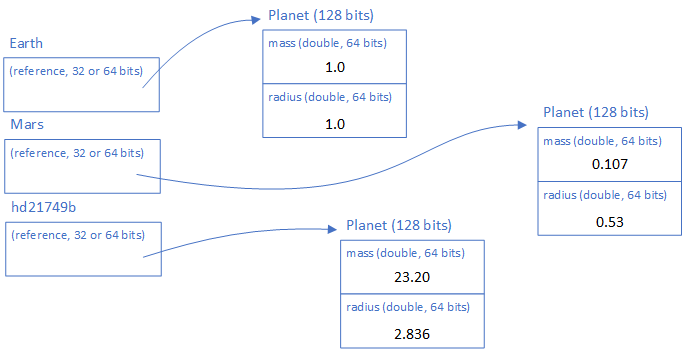 Planet (128 bits)
mass (double, 64 bits)
1.0
radius (double, 64 bits)
1.0
Earth
(reference, 32 or 64 bits)
Mars
(reference, 32 or 64 bits)
Planet (128 bits)
mass (double, 64 bits)
0.107
radius (double, 64 bits)
0.53
hd21749b
(reference, 32 or 64 bits)
Planet (128 bits)
mass (double, 64 bits)
23.20
radius (double, 64 bits)
2.836